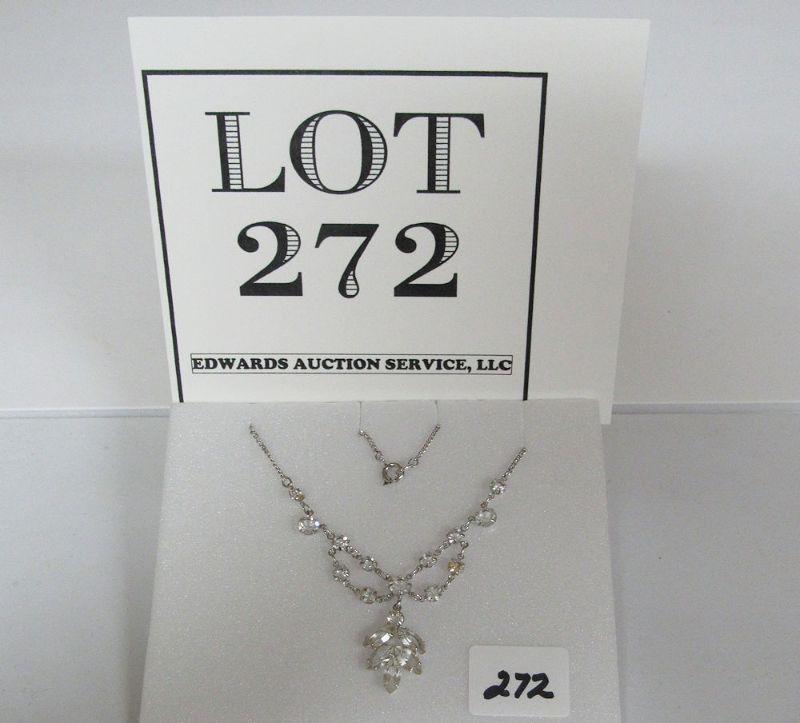 LOT
272
EDWARDS AUCTION SERVICE, LLC
272